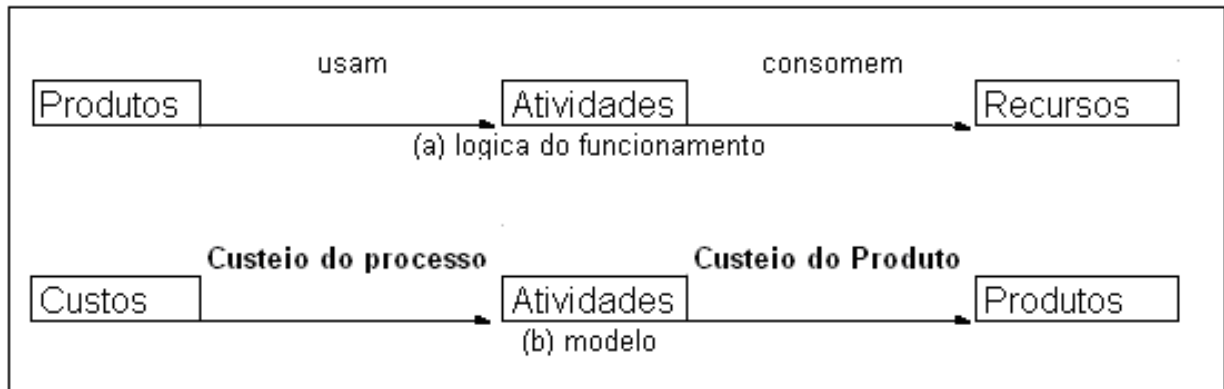 usam consomem
Produtos Atividades Recursos
(a) logica do funcionamento
Custeio do processo Custeio do Produto
Custos Atividades Produtos
(b) modelo